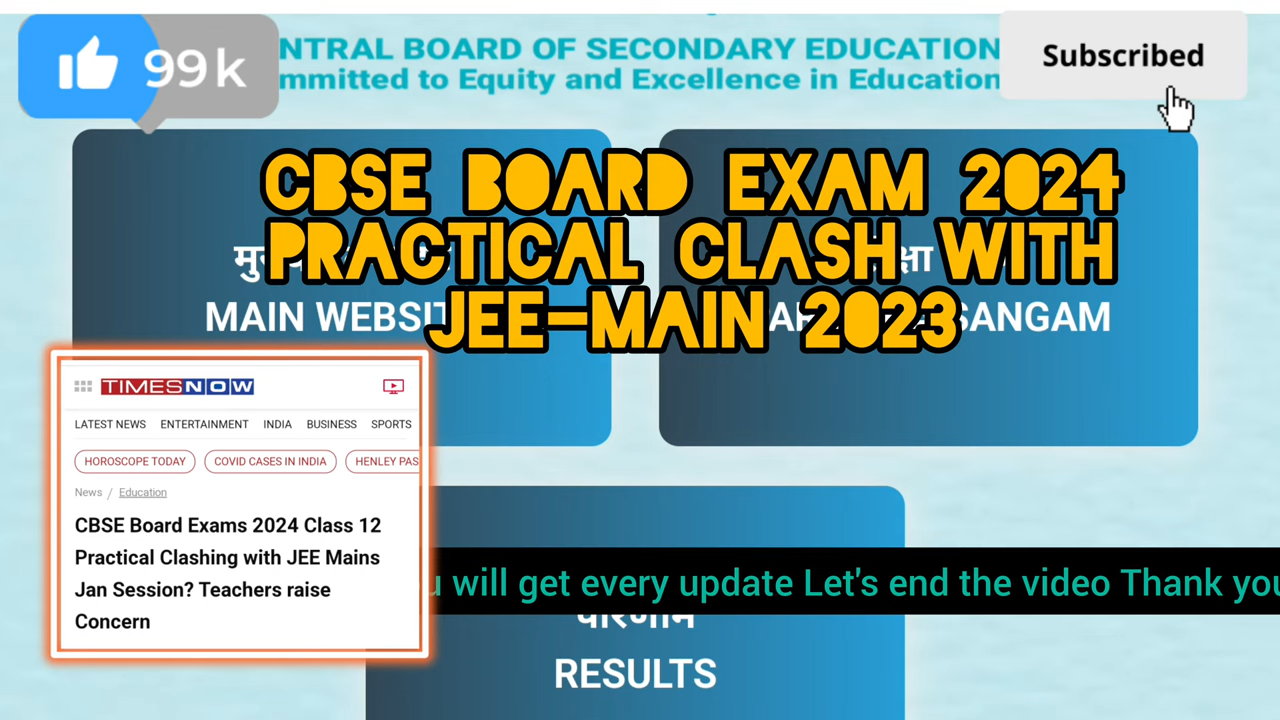 99k
NTRAL BOARD OF SECONDARY EDUCATION
mmitted to Equity and Excellence in Education
Subscribed
CBSE BOARD EXAM 2024
PRACTICAL CLASH WITH
JEE-MAIN 2023
MAIN WEBSIT
SANGAM
TIMES NOW
LATEST NEWS ENTERTAINMENT INDIA BUSINESS SPORTS
HOROSCOPE TODAY COVID CASES IN INDIA HENLEY PAS
News / Education
CBSE Board Exams 2024 Class 12
Practical Clashing with JEE Mains
Jan Session? Teachers raise
Concern
u will get every update Let's end the video Thank you
परिणाम
RESULTS